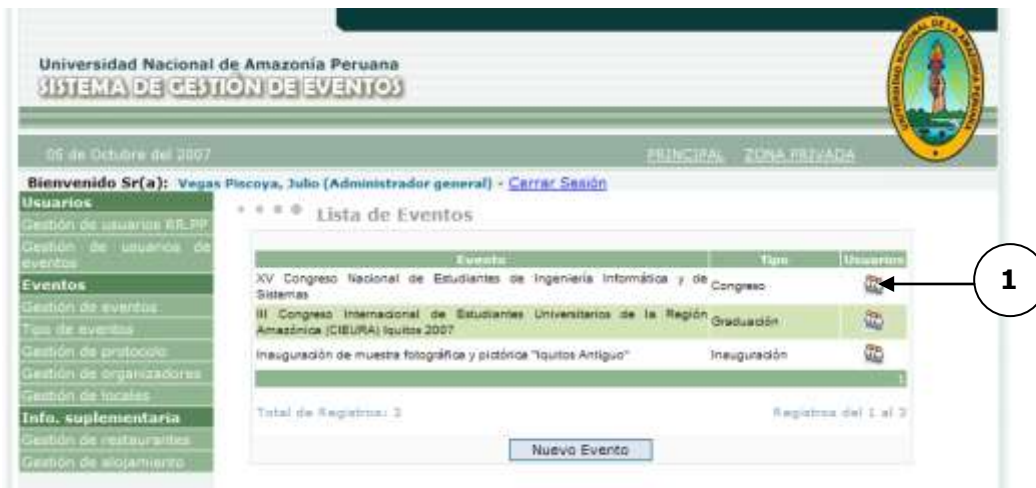 Universidad Nacional de Amazonía Peruana
SISTEMA DE GESTIÓN DE EVENTOS
05 de Octubre del 2007
PRINCIPAL ZONA PRIVADA
Bienvenido Sr(a): Vegas Piscoya, Julio (Administrador general) - Cerrar Sesión
Usuarios
Gestión de usuarios RR.PP
Gestión de usuarios de
eventos
Eventos
Gestión de eventos
Tipo de eventos
Gestión de protocolo
Gestión de organizadores
Gestión de locales
Info. suplementaria
Gestión de restaurantes
Gestión de alojamiento
Lista de Eventos
Evento Tipo Usuarios
XV Congreso Nacional de Estudiantes de Ingeniería Informática y de
Sistemas
Congreso
III Congreso Internacional de Estudiantes Universitarios de la Región
Amazónica (CIEURA) Iquitos 2007
Graduación
Inauguración de muestra fotográfica y pictórica "Iquitos Antiguo" Inauguración
1
Total de Registros: 3 Registros del 1 al 3
Nuevo Evento
1